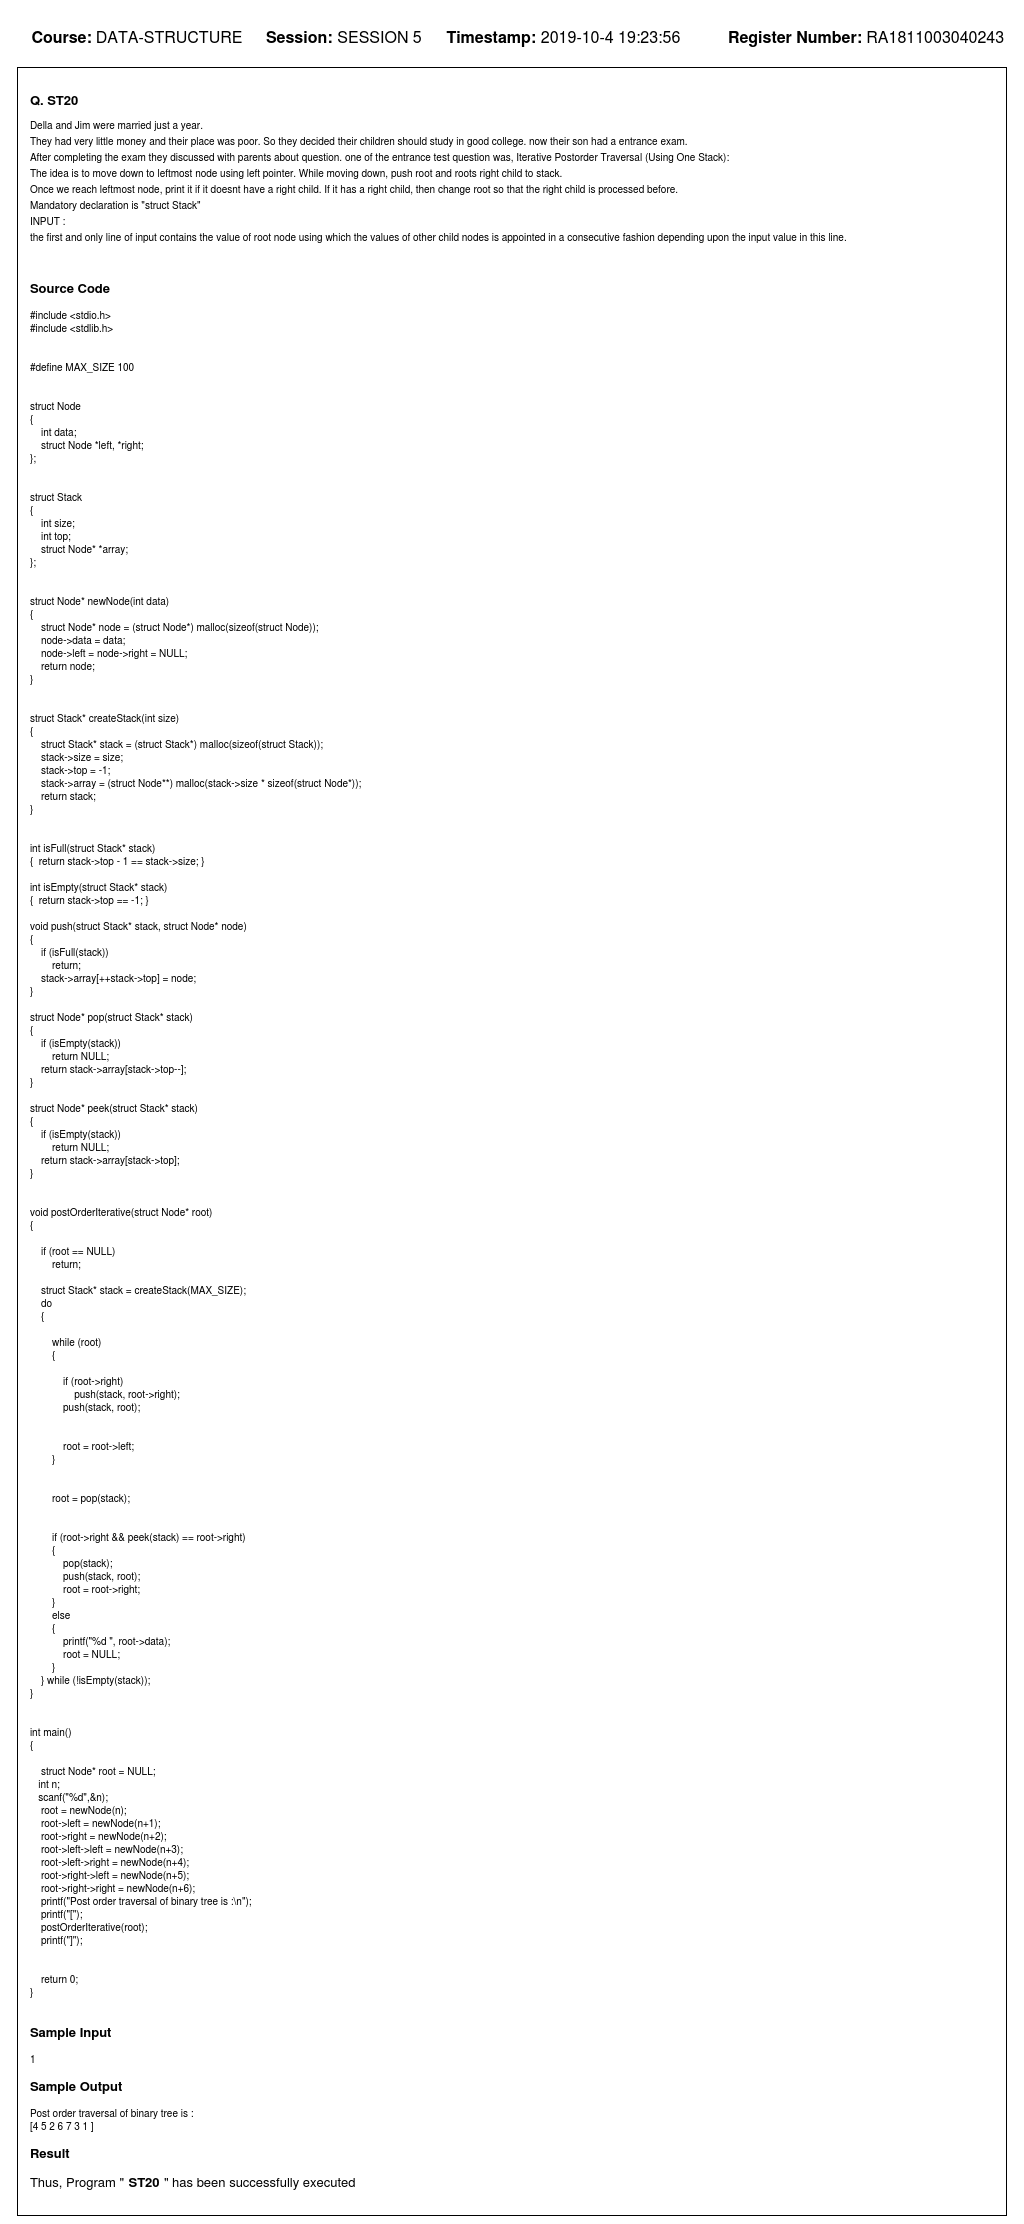 Course: DATA-STRUCTURE Session: SESSION 5 Timestamp: 2019-10-4 19:23:56 Register Number: RA1811003040243
Q. ST20
Della and Jim were married just a year.
They had very little money and their place was poor. So they decided their children should study in good college. now their son had a entrance exam.
After completing the exam they discussed with parents about question. one of the entrance test question was, Iterative Postorder Traversal (Using One Stack):
The idea is to move down to leftmost node using left pointer. While moving down, push root and roots right child to stack.
Once we reach leftmost node, print it if it doesnt have a right child. If it has a right child, then change root so that the right child is processed before.
Mandatory declaration is "struct Stack"
INPUT :
the first and only line of input contains the value of root node using which the values of other child nodes is appointed in a consecutive fashion depending upon the input value in this line.
Source Code
#include <stdio.h>
#include <stdlib.h>
#define MAX_SIZE 100
struct Node
{
int data;
struct Node *left, *right;
};
struct Stack
{
int size;
int top;
struct Node* *array;
};
struct Node* newNode(int data)
{
struct Node* node = (struct Node*) malloc(sizeof(struct Node));
node->data = data;
node->left = node->right = NULL;
return node;
}
struct Stack* createStack(int size)
{
struct Stack* stack = (struct Stack*) malloc(sizeof(struct Stack));
stack->size = size;
stack->top = -1;
stack->array = (struct Node**) malloc(stack->size * sizeof(struct Node*));
return stack;
}
int isFull(struct Stack* stack)
{ return stack->top - 1 == stack->size; }
int isEmpty(struct Stack* stack)
{ return stack->top == -1; }
void push(struct Stack* stack, struct Node* node)
{
if (isFull(stack))
return;
stack->array[++stack->top] = node;
}
struct Node* pop(struct Stack* stack)
{
if (isEmpty(stack))
return NULL;
return stack->array[stack->top--];
}
struct Node* peek(struct Stack* stack)
{
if (isEmpty(stack))
return NULL;
return stack->array[stack->top];
}
void postOrderIterative(struct Node* root)
{
if (root == NULL)
return;
struct Stack* stack = createStack(MAX_SIZE);
do
{
while (root)
{
if (root->right)
push(stack, root->right);
push(stack, root);
root = root->left;
}
root = pop(stack);
if (root->right && peek(stack) == root->right)
{
pop(stack);
push(stack, root);
root = root->right;
}
else
{
printf("%d ", root->data);
root = NULL;
}
} while (!isEmpty(stack));
}
int main()
{
struct Node* root = NULL;
int n;
scanf("%d",&n);
root = newNode(n);
root->left = newNode(n+1);
root->right = newNode(n+2);
root->left->left = newNode(n+3);
root->left->right = newNode(n+4);
root->right->left = newNode(n+5);
root->right->right = newNode(n+6);
printf("Post order traversal of binary tree is :\n");
printf("[");
postOrderIterative(root);
printf("]");
return 0;
}
Sample Input
1
Sample Output
Post order traversal of binary tree is :
[4 5 2 6 7 3 1 ]
Result
Thus, Program " ST20 " has been successfully executed